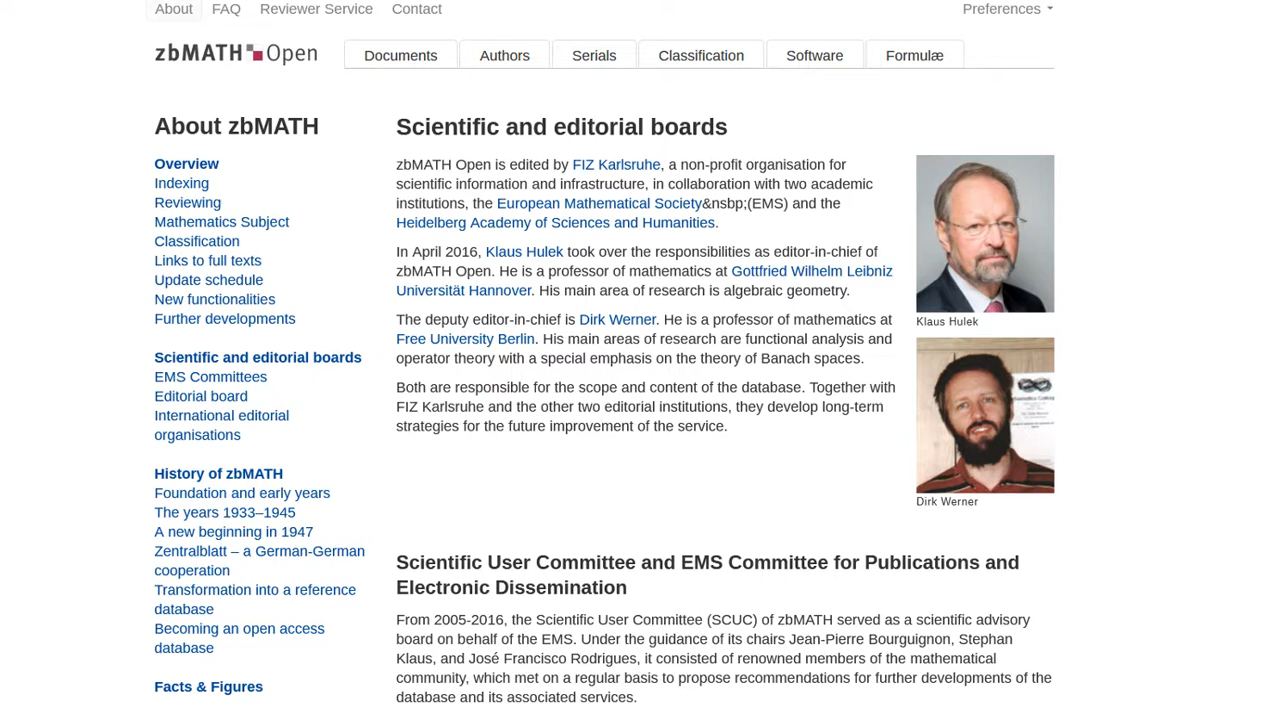 About FAQ Reviewer Service Contact Preferences
zbMATH Open Documents Authors Serials Classification Software Formulæ
About zbMATH
Overview
Indexing
Reviewing
Mathematics Subject
Classification
Links to full texts
Update schedule
New functionalities
Further developments
Scientific and editorial boards
EMS Committees
Editorial board
International editorial
organisations
History of zbMATH
Foundation and early years
The years 1933–1945
A new beginning in 1947
Zentralblatt – a German-German
cooperation
Transformation into a reference
database
Becoming an open access
database
Facts & Figures
Scientific and editorial boards
zbMATH Open is edited by FIZ Karlsruhe, a non-profit organisation for
scientific information and infrastructure, in collaboration with two academic
institutions, the European Mathematical Society&nsbp;(EMS) and the
Heidelberg Academy of Sciences and Humanities.
In April 2016, Klaus Hulek took over the responsibilities as editor-in-chief of
zbMATH Open. He is a professor of mathematics at Gottfried Wilhelm Leibniz
Universität Hannover. His main area of research is algebraic geometry.
The deputy editor-in-chief is Dirk Werner. He is a professor of mathematics at
Free University Berlin. His main areas of research are functional analysis and
operator theory with a special emphasis on the theory of Banach spaces.
Both are responsible for the scope and content of the database. Together with
FIZ Karlsruhe and the other two editorial institutions, they develop long-term
strategies for the future improvement of the service.
Klaus Hulek
Dirk Werner
Scientific User Committee and EMS Committee for Publications and
Electronic Dissemination
From 2005-2016, the Scientific User Committee (SCUC) of zbMATH served as a scientific advisory
board on behalf of the EMS. Under the guidance of its chairs Jean-Pierre Bourguignon, Stephan
Klaus, and José Francisco Rodrigues, it consisted of renowned members of the mathematical
community, which met on a regular basis to propose recommendations for further developments of the
database and its associated services.